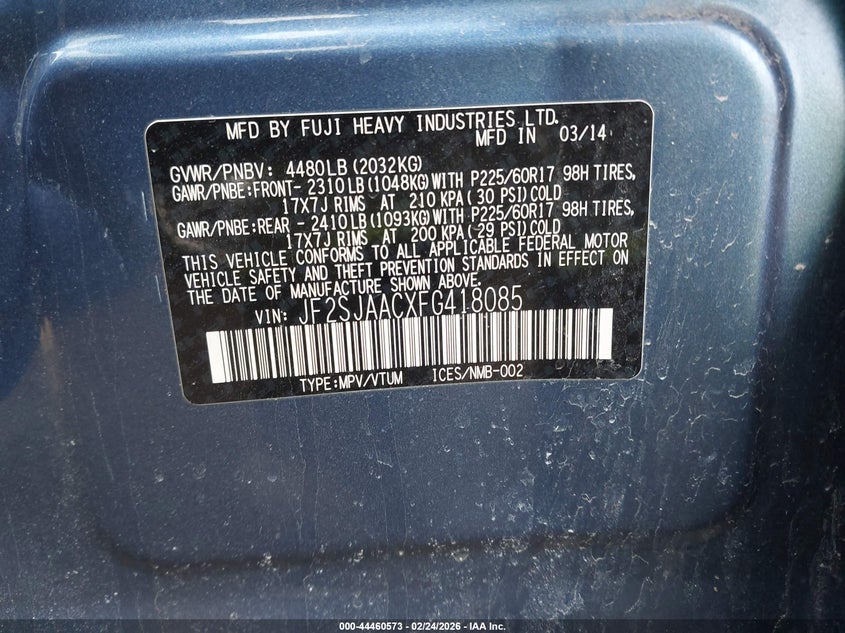 MFD BY FUJI HEAVY INDUSTRIES LTD.
MFD IN 03/14
GVWR/PNBV: 4480LB (2032KG)
GAWR/PNBE:FRONT- 2310LB (1048KG)WITH P225/60R17 98H TIRES,
17X7J RIMS AT 210 KPA ( 30 PSI)COLD
GAWR/PNBE:REAR - 2410LB (1093KG)WITH P225/60R17 98H TIRES,
17X7J RIMS AT 200 KPA (29 PSI)COLD
THIS VEHICLE CONFORMS TO ALL APPLICABLE FEDERAL MOTOR
VEHICLE SAFETY AND THEFT PREVENTION STANDARDS IN EFFECT ON
THE DATE OF MANUFACTURE SHOWN ABOVE.
VIN: JF2SJAACXFG418085
TYPE:MPV/VTUM ICES/NMB-002
000-44460573 - 02/24/2026 - IAA Inc.